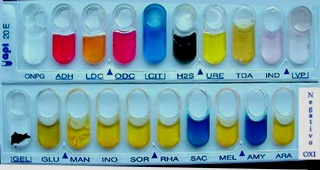 api 20 E
ONPG ADH LDC ODC CIT H2S URE TDA IND VP
GEL GLU MAN INO SOR RHA SAC MEL AMY ARA
Negativo
OXI